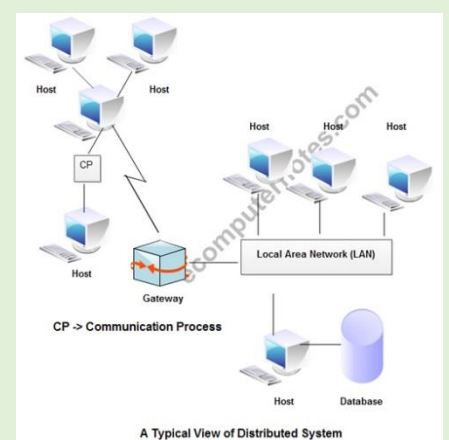 Host
Host
CP
Host
Host
Host
Host
Local Area Network (LAN)
Gateway
CP -> Communication Process
Host
Database
A Typical View of Distributed System
ecomputernotes.com